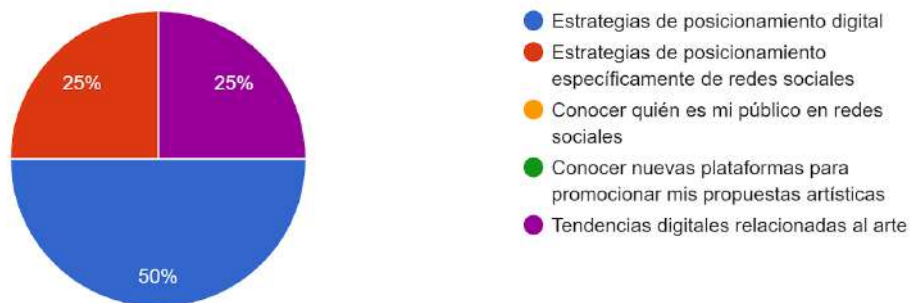 25%
25%
50%
Estrategias de posicionamiento digital
Estrategias de posicionamiento
específicamente de redes sociales
Conocer quién es mi público en redes
sociales
Conocer nuevas plataformas para
promocionar mis propuestas artísticas
Tendencias digitales relacionadas al arte